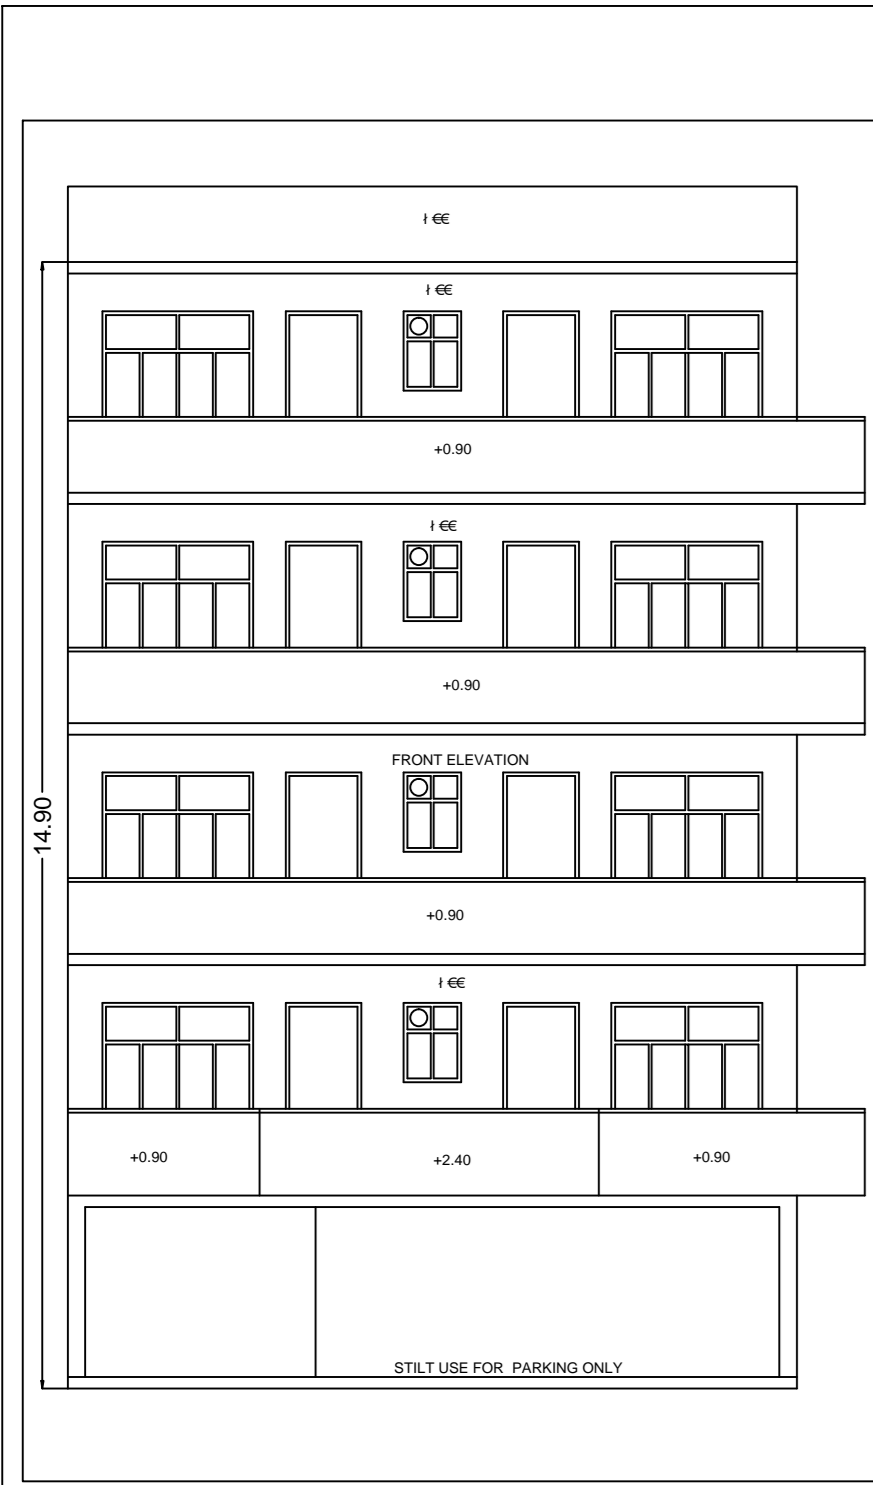 ł €€
ł €€
+0.90
ł €€
+0.90
FRONT ELEVATION
14.90
+0.90
ł €€
+0.90
+2.40
+0.90
STILT USE FOR PARKING ONLY